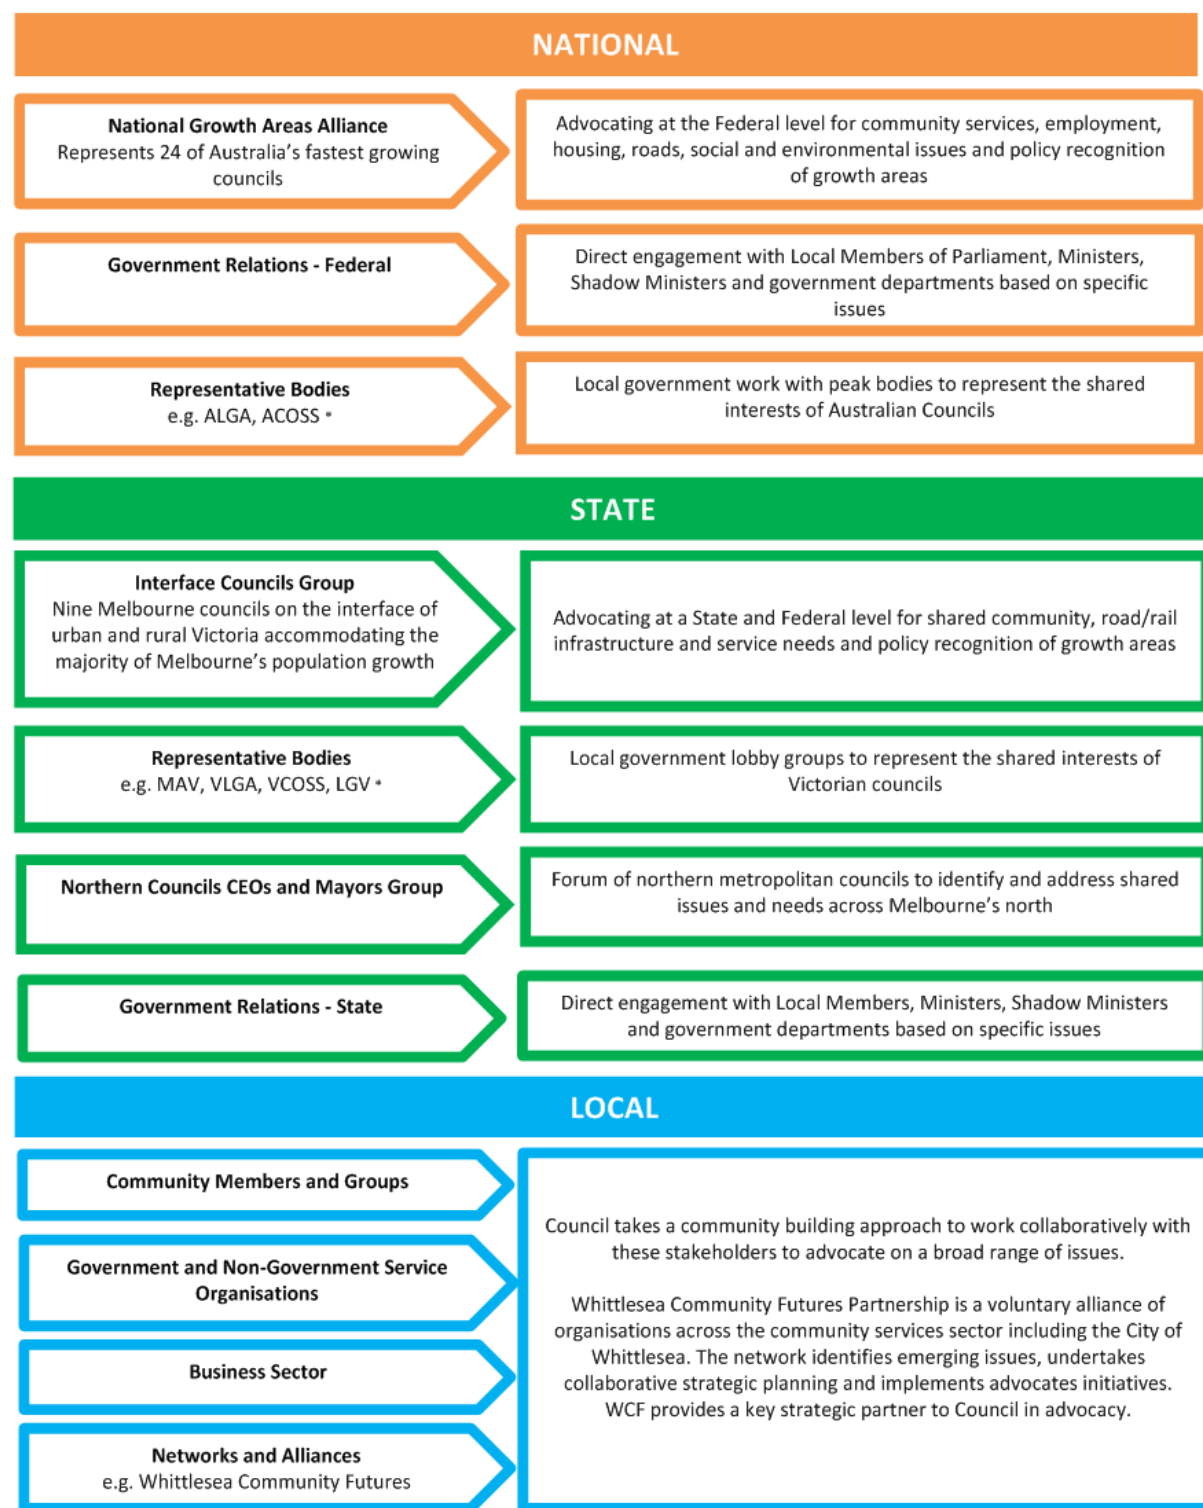 NATIONAL
National Growth Areas Alliance
Represents 24 of Australia's fastest growing
councils
Advocating at the Federal level for community services, employment,
housing, roads, social and environmental issues and policy recognition
of growth areas
Government Relations - Federal
Direct engagement with Local Members of Parliament, Ministers,
Shadow Ministers and government departments based on specific
issues
Representative Bodies
e.g. ALGA, ACOSS *
Local government work with peak bodies to represent the shared
interests of Australian Councils
STATE
Interface Councils Group
Nine Melbourne councils on the interface of
urban and rural Victoria accommodating the
majority of Melbourne's population growth
Advocating at a State and Federal level for shared community, road/rail
infrastructure and service needs and policy recognition of growth areas
Representative Bodies
e.g. MAV, VLGA, VCOSS, LGV *
Local government lobby groups to represent the shared interests of
Victorian councils
Northern Councils CEOs and Mayors Group
Forum of northern metropolitan councils to identify and address shared
issues and needs across Melbourne's north
Government Relations - State
Direct engagement with Local Members, Ministers, Shadow Ministers
and government departments based on specific issues
LOCAL
Community Members and Groups
Government and Non-Government Service
Organisations
Business Sector
Networks and Alliances
e.g. Whittlesea Community Futures
Council takes a community building approach to work collaboratively with
these stakeholders to advocate on a broad range of issues.
Whittlesea Community Futures Partnership is a voluntary alliance of
organisations across the community services sector including the City of
Whittlesea. The network identifies emerging issues, undertakes
collaborative strategic planning and implements advocates initiatives.
WCF provides a key strategic partner to Council in advocacy.